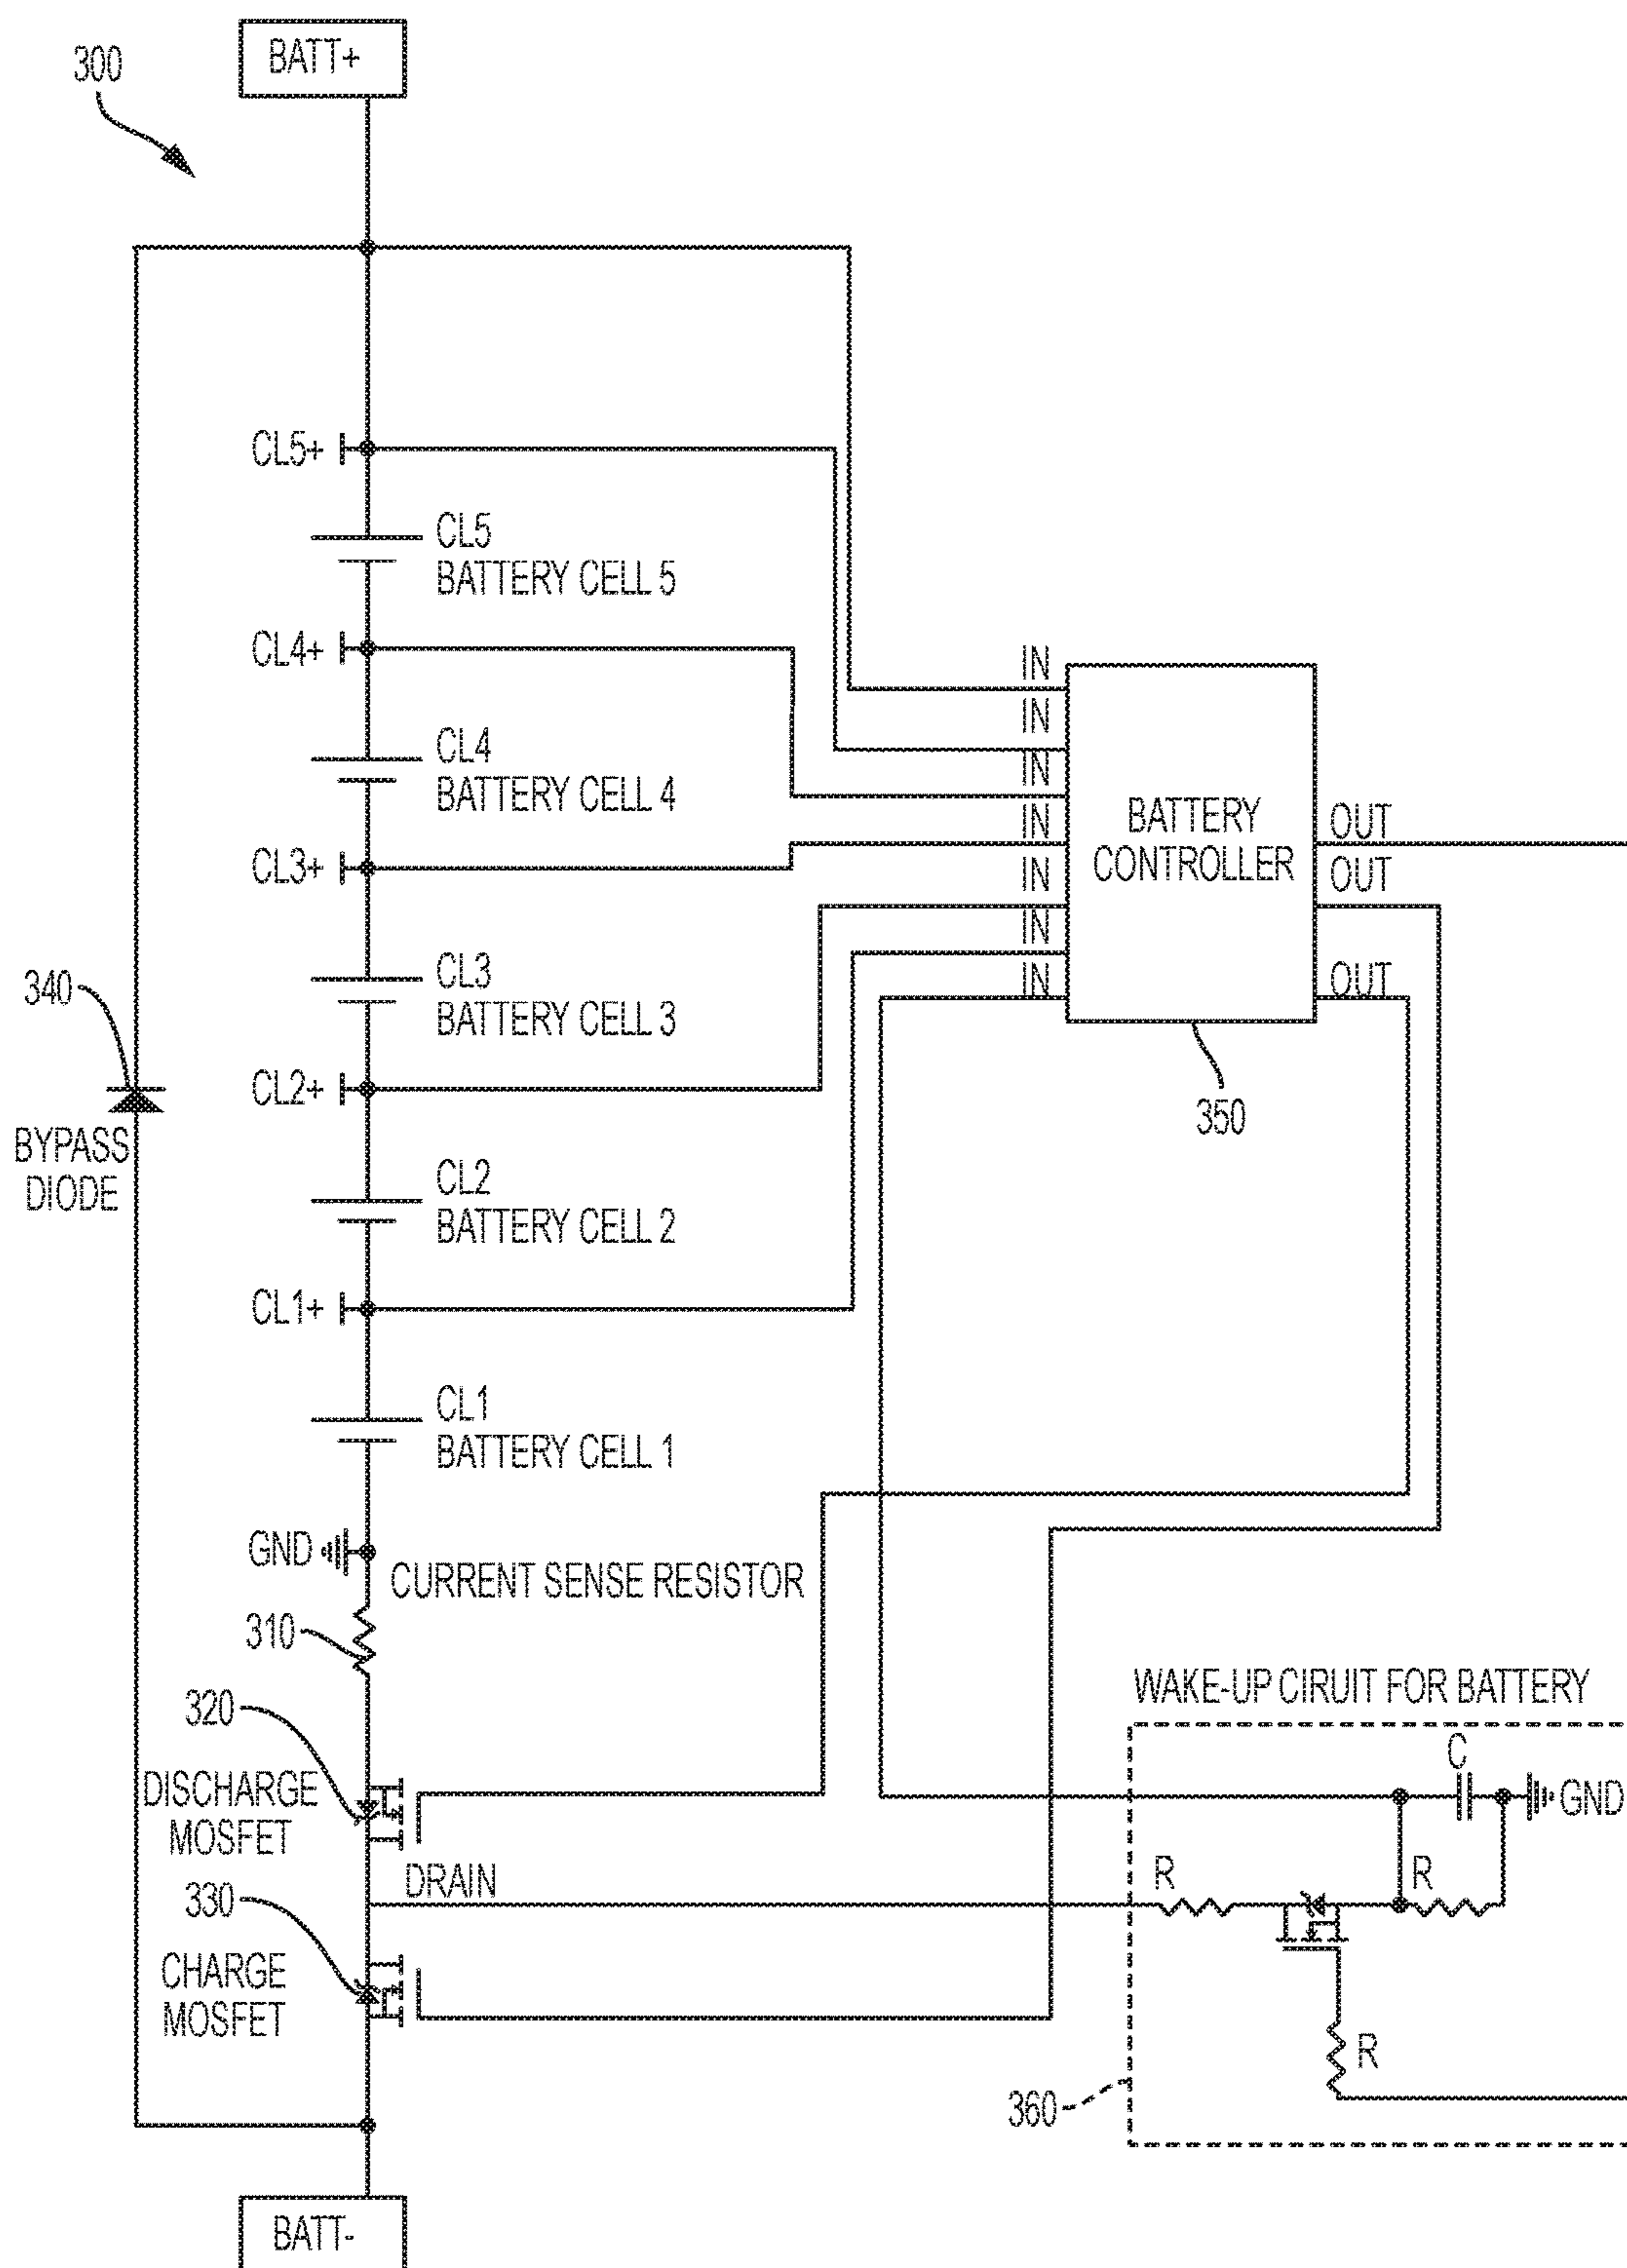 300
BATT+
CL5+
CL5
BATTERY CELL 5
CL4+
CL4
BATTERY CELL 4
CL3+
CL3
BATTERY CELL 3
340
BYPASS
DIODE
CL2+
CL2
BATTERY CELL 2
CL1+
CL1
BATTERY CELL 1
IN
IN
IN
IN
IN
IN
IN
BATTERY
CONTROLLER
OUT
OUT
OUT
350
GND
CURRENT SENSE RESISTOR
310
320
DISCHARGE
MOSFET
DRAIN
330
CHARGE
MOSFET
WAKE-UP CIRUIT FOR BATTERY
C
GND
R
R
R
360
BATT-